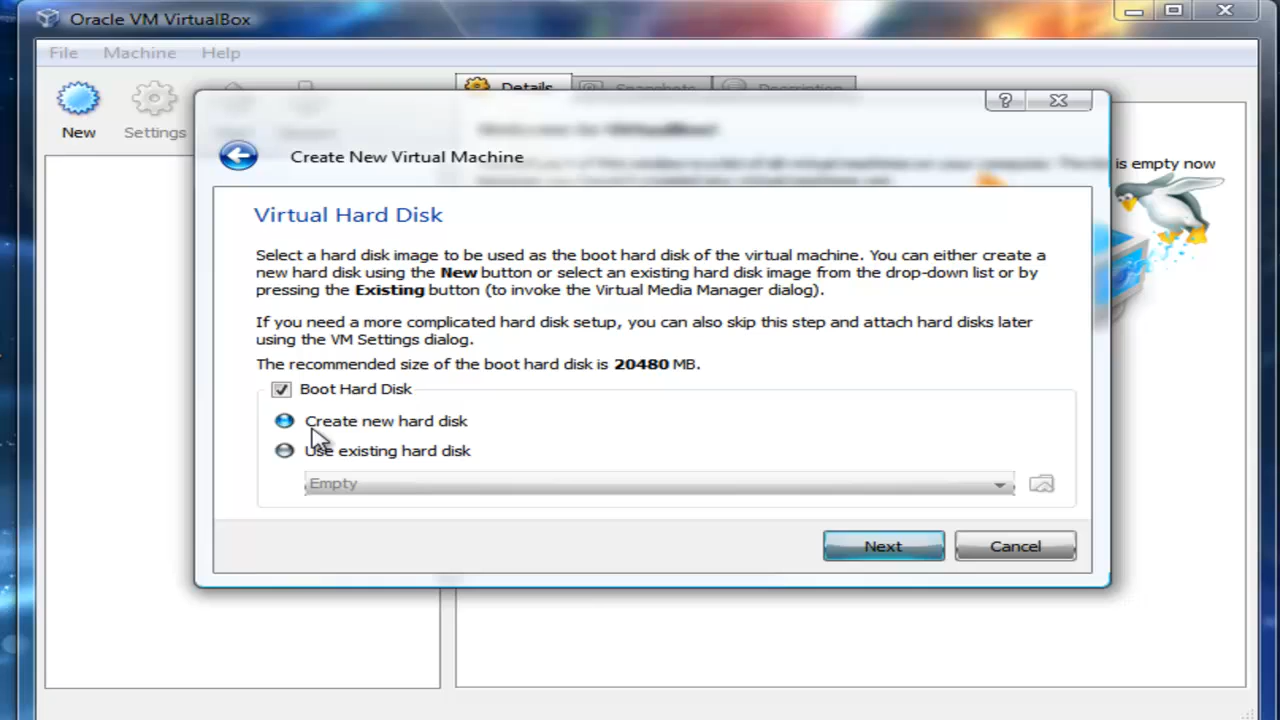 Oracle VM VirtualBox
File Machine Help
New
Settings
Details
Snapshots
Description
Welcome to VirtualBox!
is empty now
Create New Virtual Machine
Virtual Hard Disk
Select a hard disk image to be used as the boot hard disk of the virtual machine. You can either create a
new hard disk using the New button or select an existing hard disk image from the drop-down list or by
pressing the Existing button (to invoke the Virtual Media Manager dialog).
If you need a more complicated hard disk setup, you can also skip this step and attach hard disks later
using the VM Settings dialog.
The recommended size of the boot hard disk is 20480 MB.
Boot Hard Disk
Create new hard disk
Use existing hard disk
Empty
Next
Cancel